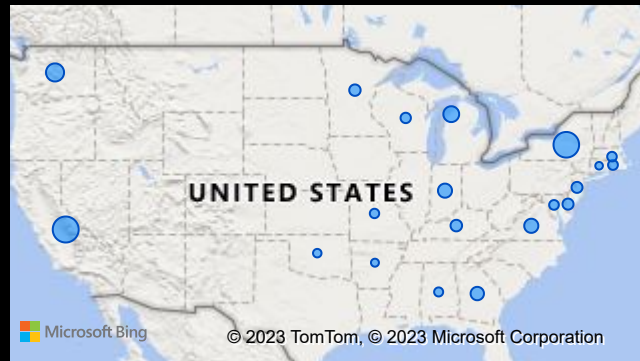 UNITED STATES
Microsoft Bing
© 2023 TomTom, © 2023 Microsoft Corporation